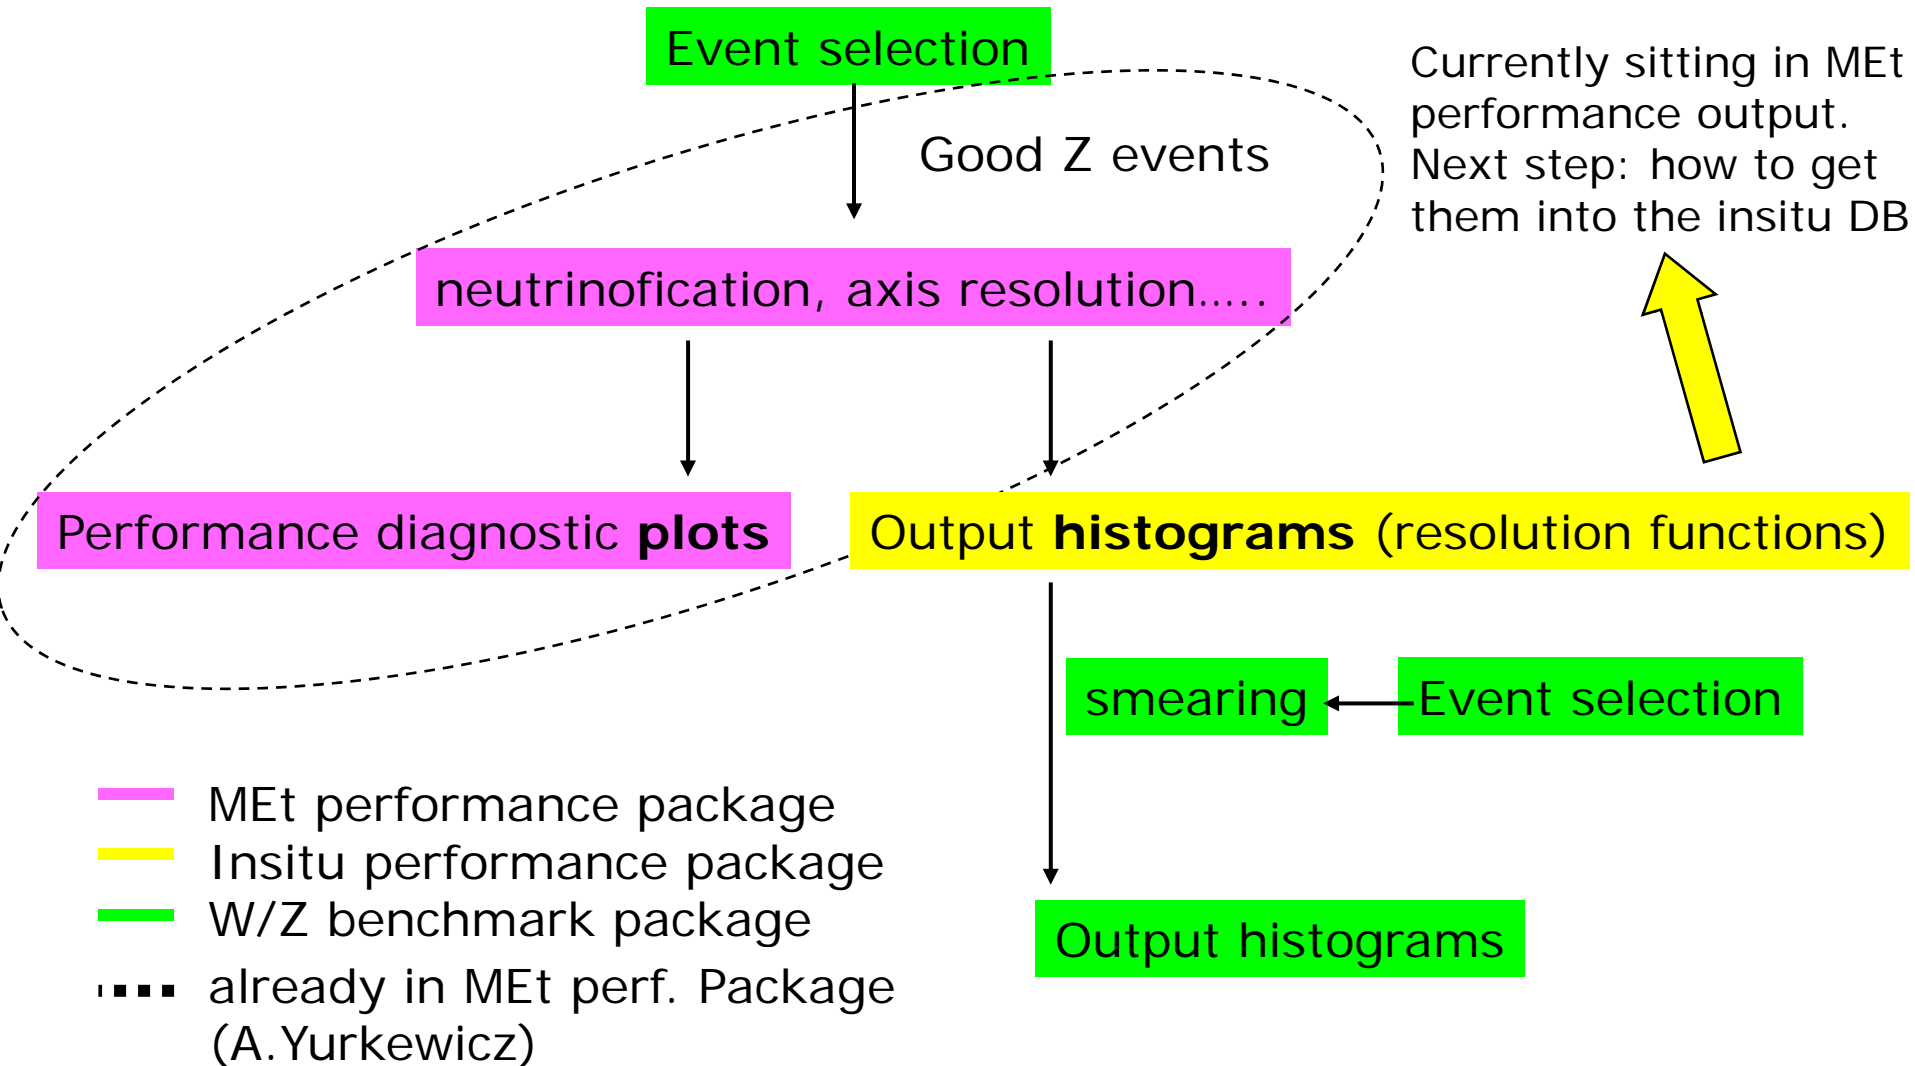 Event selection
Currently sitting in MEt
performance output.
Next step: how to get
them into the insitu DB
Good Z events
neutrinofication, axis resolution.....
Performance diagnostic plots
Output histograms (resolution functions)
smearing
Event selection
MEt performance package
Insitu performance package
W/Z benchmark package
Output histograms
already in MEt perf. Package
(A.Yurkewicz)